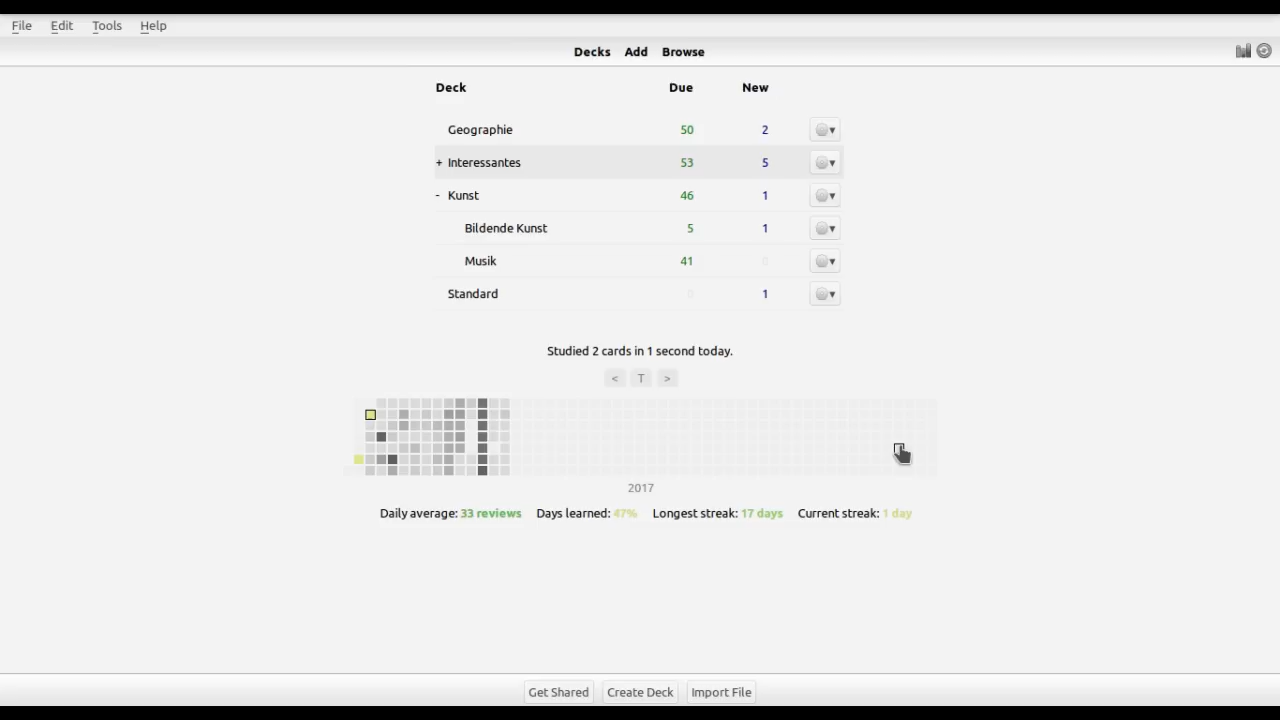 File Edit Tools Help
Decks Add Browse
Deck Due New
Geographie 50 2
+ Interessantes 53 5
- Kunst 46 1
Bildende Kunst 5 1
Musik 41 0
Standard 0 1
Studied 2 cards in 1 second today.
< T >
2017
Daily average: 33 reviews Days learned: 47% Longest streak: 17 days Current streak: 1 day
Get Shared Create Deck Import File